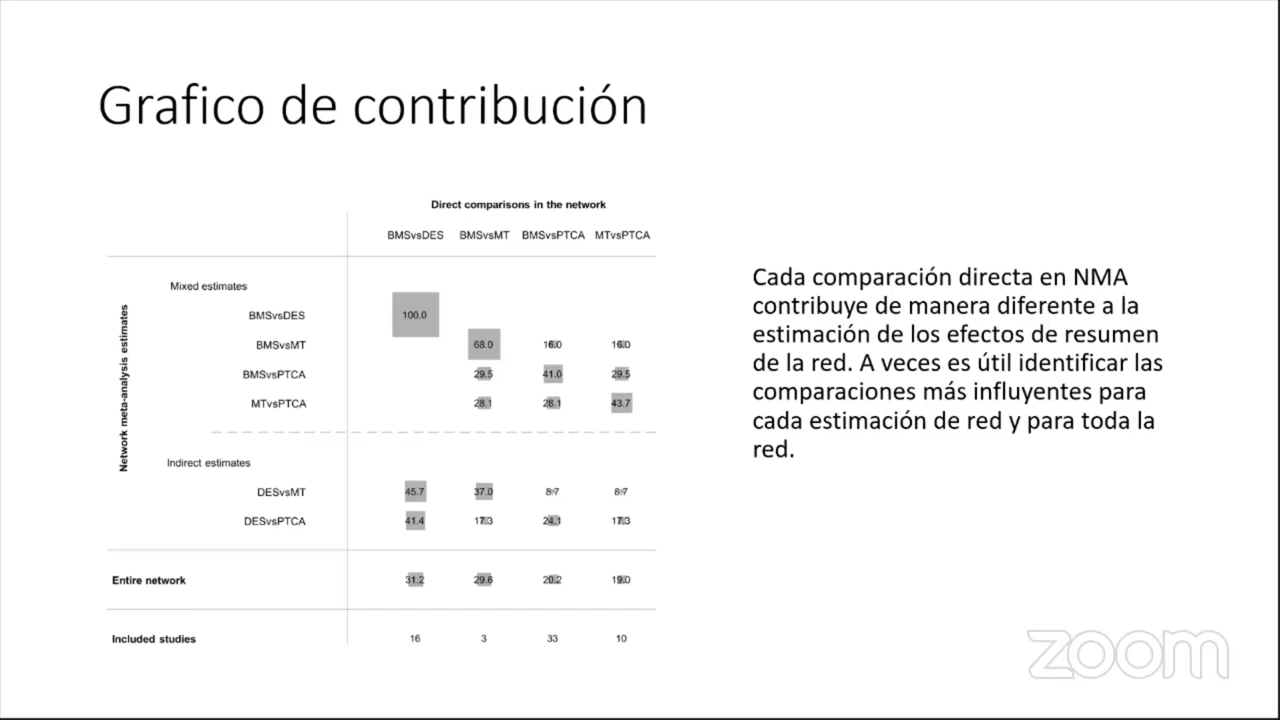 Grafico de contribución
Direct comparisons in the network
BMSvsDES BMSvsMT BMSvsPTCA MTvsPTCA
Network meta-analysis estimates
Mixed estimates
BMSvsDES 100.0
BMSvsMT 68.0 16.0 16.0
BMSvsPTCA 29.5 41.0 29.5
MTvsPTCA 28.1 28.1 43.7
Indirect estimates
DESvsMT 45.7 37.0 8.7 8.7
DESvsPTCA 41.4 17.3 24.1 17.3
Entire network 31.2 29.6 20.2 19.0
Included studies 16 3 33 10
Cada comparación directa en NMA
contribuye de manera diferente a la
estimación de los efectos de resumen
de la red. A veces es útil identificar las
comparaciones más influyentes para
cada estimación de red y para toda la
red.
zoom